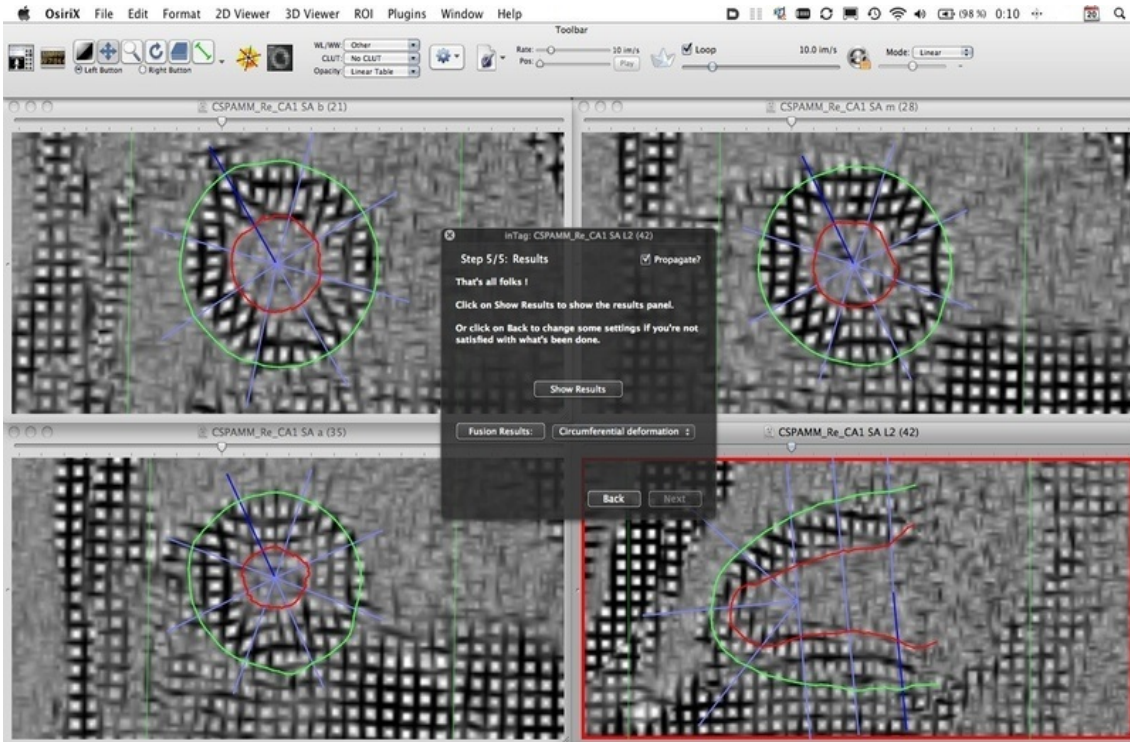 OsiriX File Edit Format 2D Viewer 3D Viewer ROI Plugins Window Help (98 %) 0:10 20
Toolbar
WL/WW: Other
CLUT: No CLUT
Opacity: Linear Table
Left Button Right Button
Rate: 10 im/s
Pos: Play
Loop 10.0 im/s
Mode: Linear
CSPAMM_Re_CA1 SA b (21)
CSPAMM_Re_CA1 SA m (28)
inTag: CSPAMM_Re_CA1 SA L2 (42)
Step 5/5: Results Propagate?
That's all folks !
Click on Show Results to show the results panel.
Or click on Back to change some settings if you're not
satisfied with what's been done.
Show Results
Fusion Results: Circumferential deformation
Back Next
CSPAMM_Re_CA1 SA a (35)
CSPAMM_Re_CA1 SA L2 (42)